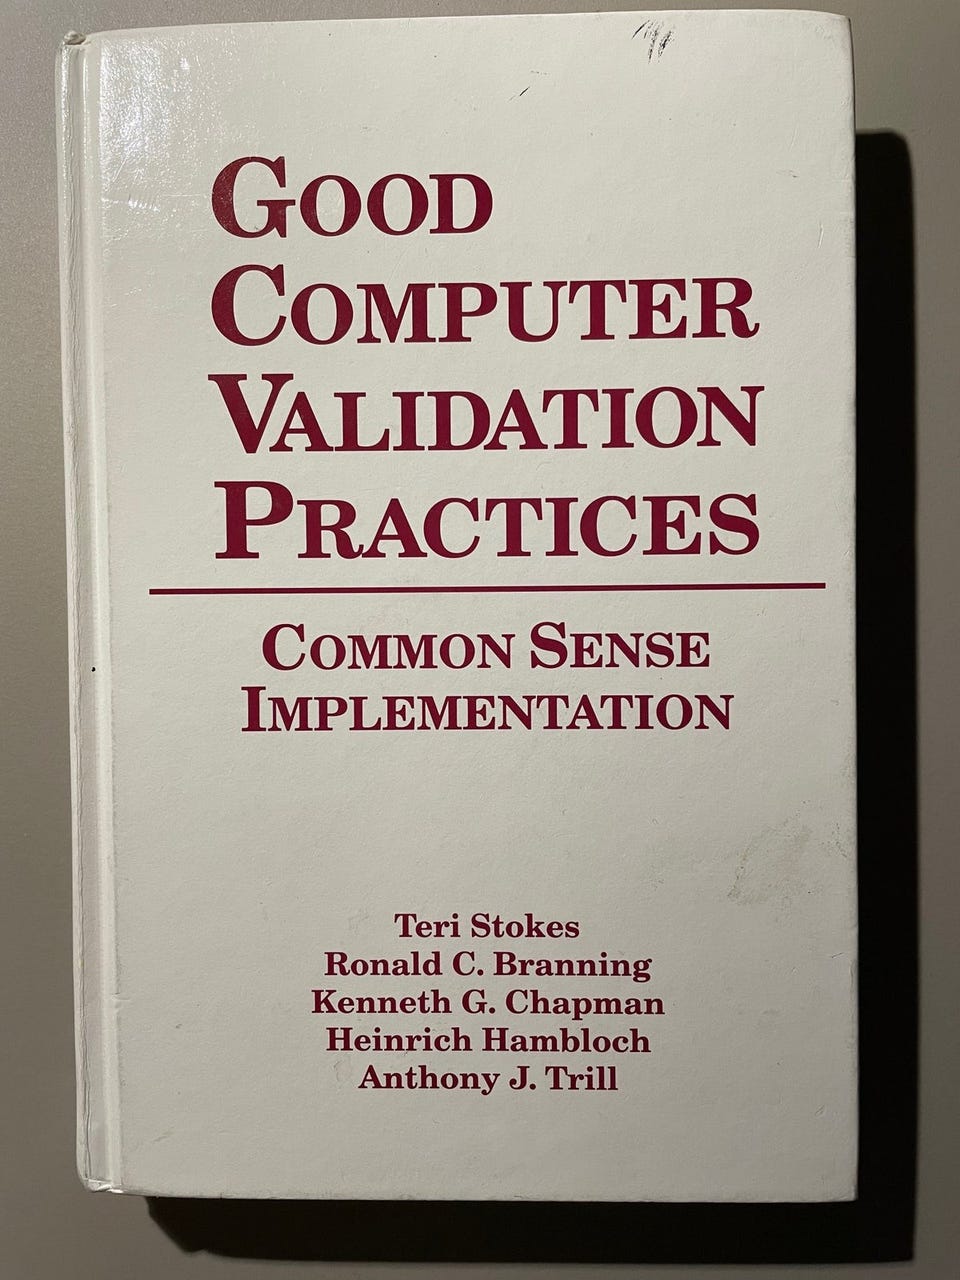 GOOD
COMPUTER
VALIDATION
PRACTICES
COMMON SENSE
IMPLEMENTATION
Teri Stokes
Ronald C. Branning
Kenneth G. Chapman
Heinrich Hambloch
Anthony J. Trill